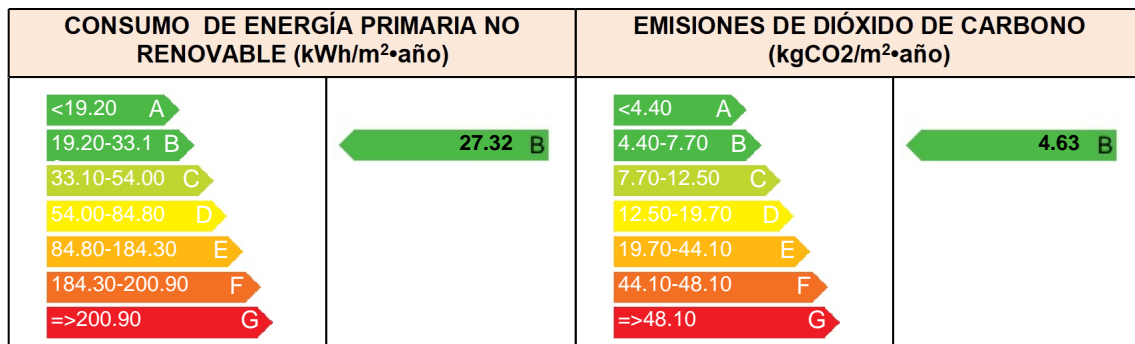 CONSUMO DE ENERGÍA PRIMARIA NO
RENOVABLE (kWh/m²•año)
<19.20 A
19.20-33.1 B
33.10-54.00 C
54.00-84.80 D
84.80-184.30 E
184.30-200.90 F
=>200.90 G
27.32 B
EMISIONES DE DIÓXIDO DE CARBONO
(kgCO2/m²•año)
<4.40 A
4.40-7.70 B
7.70-12.50 C
12.50-19.70 D
19.70-44.10 E
44.10-48.10 F
=>48.10 G
4.63 B